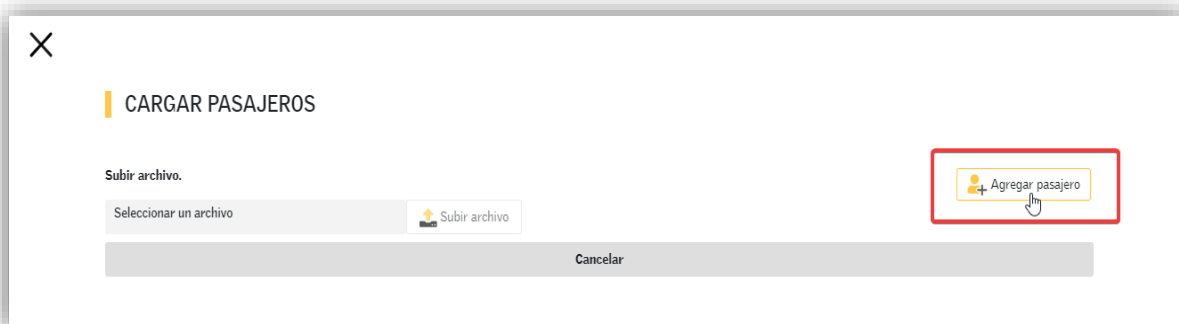 CARGAR PASAJEROS
Subir archivo.
Agregar pasajero
Seleccionar un archivo
Subir archivo
Cancelar